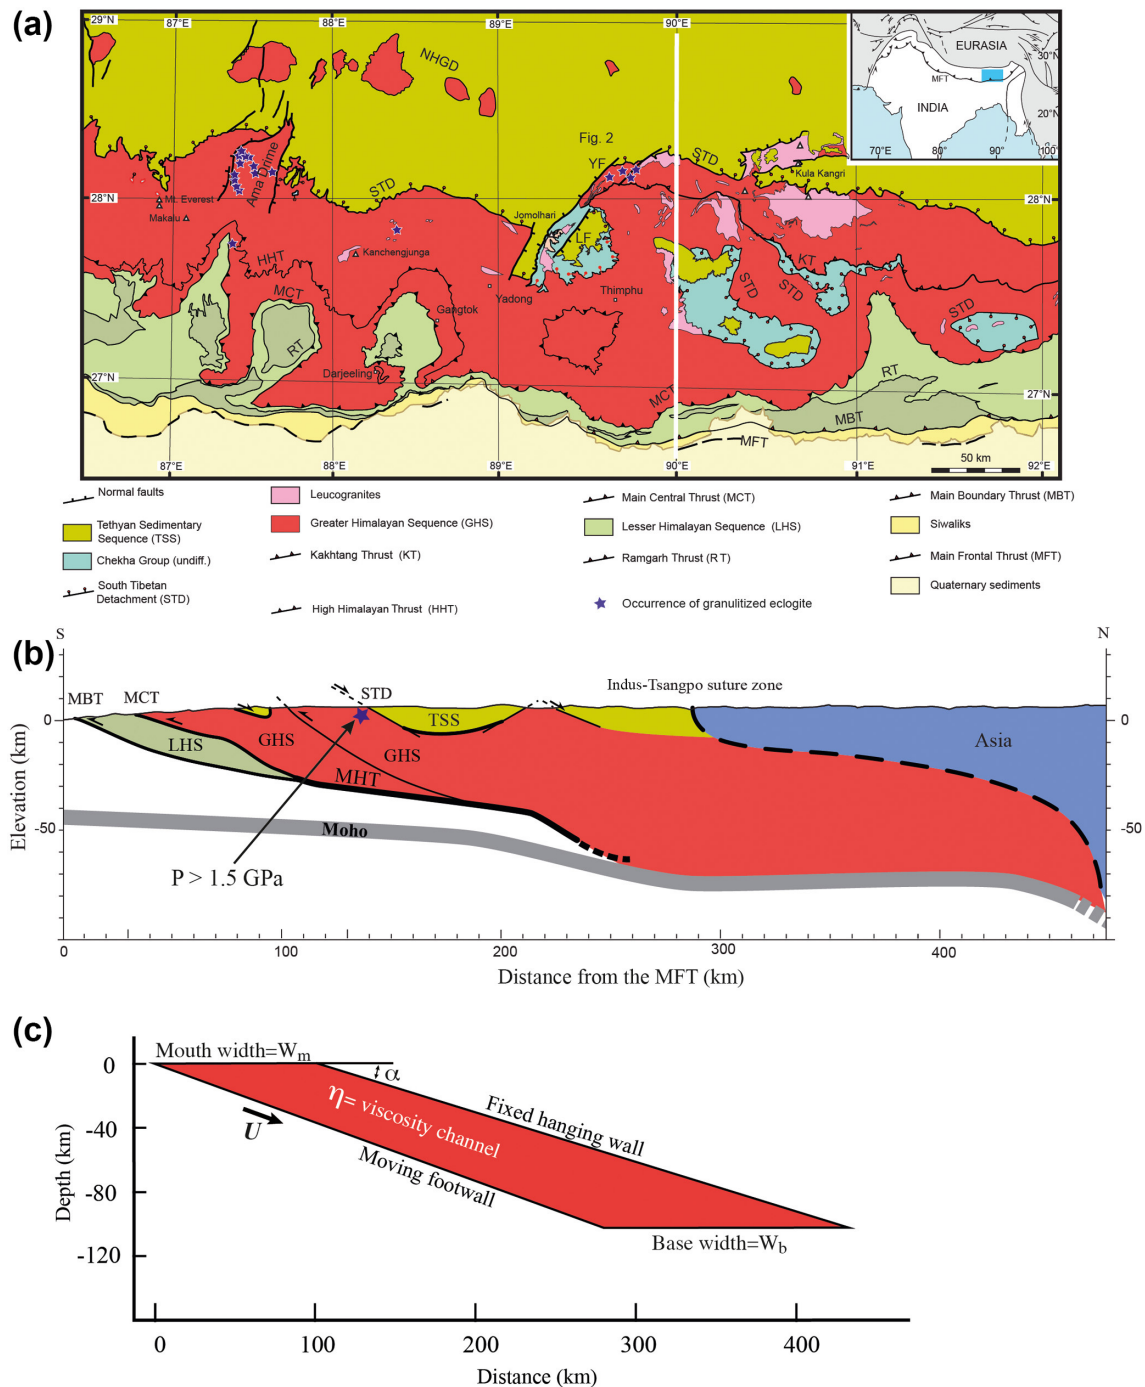 (a)
29°N
87°E
88°E
89°E
90°E
NHGD
EURASIA
30°N
MFT
INDIA
20°N
10°
70°E
80°
90°
100°
Fig. 2
YF
STD
Kula Kangri
28°N
28°N
Ama Drime
Mt. Everest
Makalu
STD
Jomolhari
LF
Kanchengjunga
HHT
KT
STD
STD
STD
MCT
Yadong
Thimphu
Gangtok
RT
Darjeeling
RT
27°N
27°N
MCT
MBT
MFT
50 km
87°E
88°E
89°E
90°E
91°E
92°E
Normal faults
Tethyan Sedimentary
Sequence (TSS)
Chekha Group (undiff.)
South Tibetan
Detachment (STD)
Leucogranites
Greater Himalayan Sequence (GHS)
Kakhtang Thrust (KT)
High Himalayan Thrust (HHT)
Main Central Thrust (MCT)
Lesser Himalayan Sequence (LHS)
Ramgarh Thrust (RT)
Occurrence of granulitized eclogite
Main Boundary Thrust (MBT)
Siwaliks
Main Frontal Thrust (MFT)
Quaternary sediments
(b)
S
N
MBT
MCT
STD
Indus-Tsangpo suture zone
0
0
TSS
Asia
LHS
GHS
GHS
MHT
-50
-50
Moho
P > 1.5 GPa
Elevation (km)
0
100
200
300
400
Distance from the MFT (km)
(c)
Mouth width=Wm
0
α
η= viscosity channel
Fixed hanging wall
-40
U
Moving footwall
-80
Base width=Wb
-120
Depth (km)
0
100
200
300
400
Distance (km)